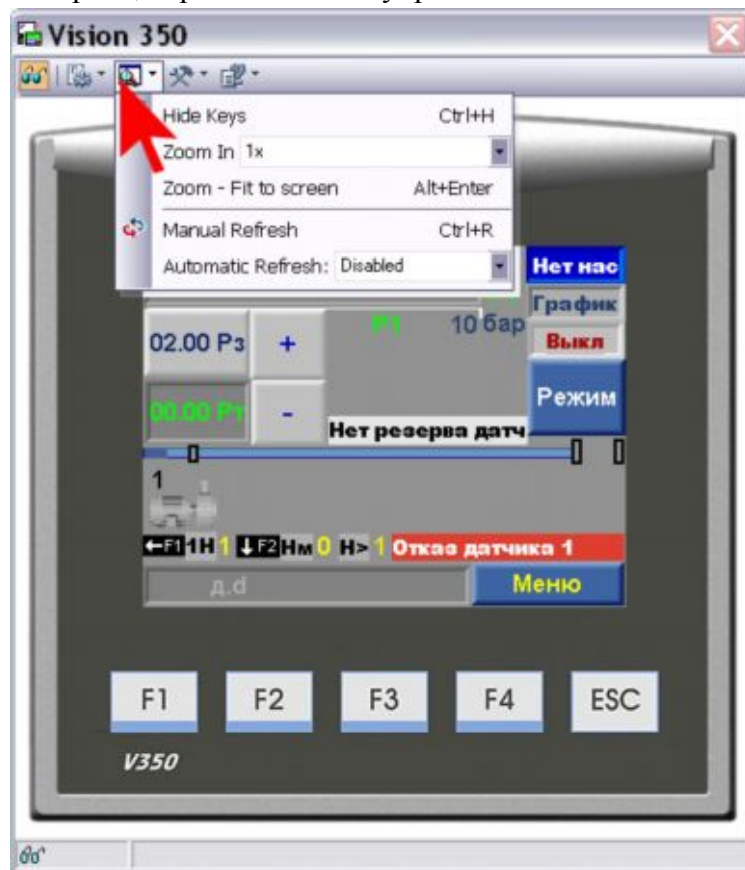 Vision 350
Hide Keys Ctrl+H
Zoom In 1x
Zoom - Fit to screen Alt+Enter
Manual Refresh Ctrl+R
Automatic Refresh: Disabled
Нет нас
График
10 бар
Выкл
02.00 Рз +
Режим
00.00 Рт -
Нет резерва датч
1
←F1 1Н 1 ↓F2 Нм 0 Н> 1 Отказ датчика 1
д.d Меню
F1 F2 F3 F4 ESC
V350